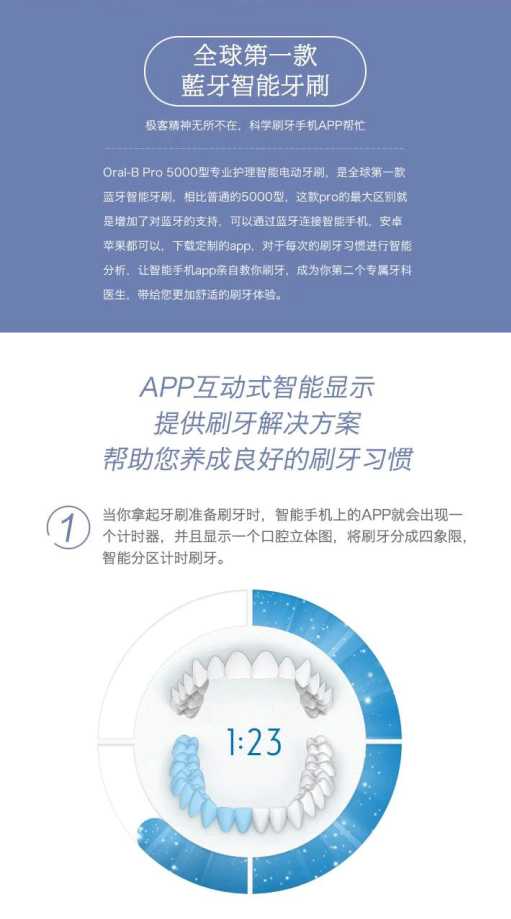 全球第一款
藍牙智能牙刷
极客精神无所不在，科学刷牙手机APP帮忙
Oral-B Pro 5000型专业护理智能电动牙刷，是全球第一款
蓝牙智能牙刷，相比普通的5000型，这款pro的最大区别就
是增加了对蓝牙的支持，可以通过蓝牙连接智能手机，安卓
苹果都可以，下载定制的app，对于每次的刷牙习惯进行智能
分析，让智能手机app亲自教你刷牙，成为你第二个专属牙科
医生，带给您更加舒适的刷牙体验。
APP互动式智能显示
提供刷牙解决方案
帮助您养成良好的刷牙习惯
1
当你拿起牙刷准备刷牙时，智能手机上的APP就会出现一
个计时器，并且显示一个口腔立体图，将刷牙分成四象限，
智能分区计时刷牙。
1:23